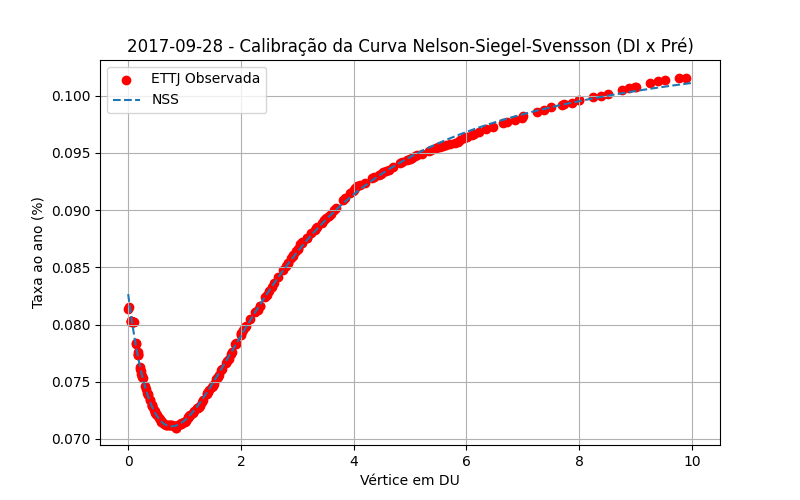 2017-09-28 - Calibração da Curva Nelson-Siegel-Svensson (DI x Pré)
ETTJ Observada
NSS
Taxa ao ano (%)
0.100
0.095
0.090
0.085
0.080
0.075
0.070
0
2
4
6
8
10
Vértice em DU